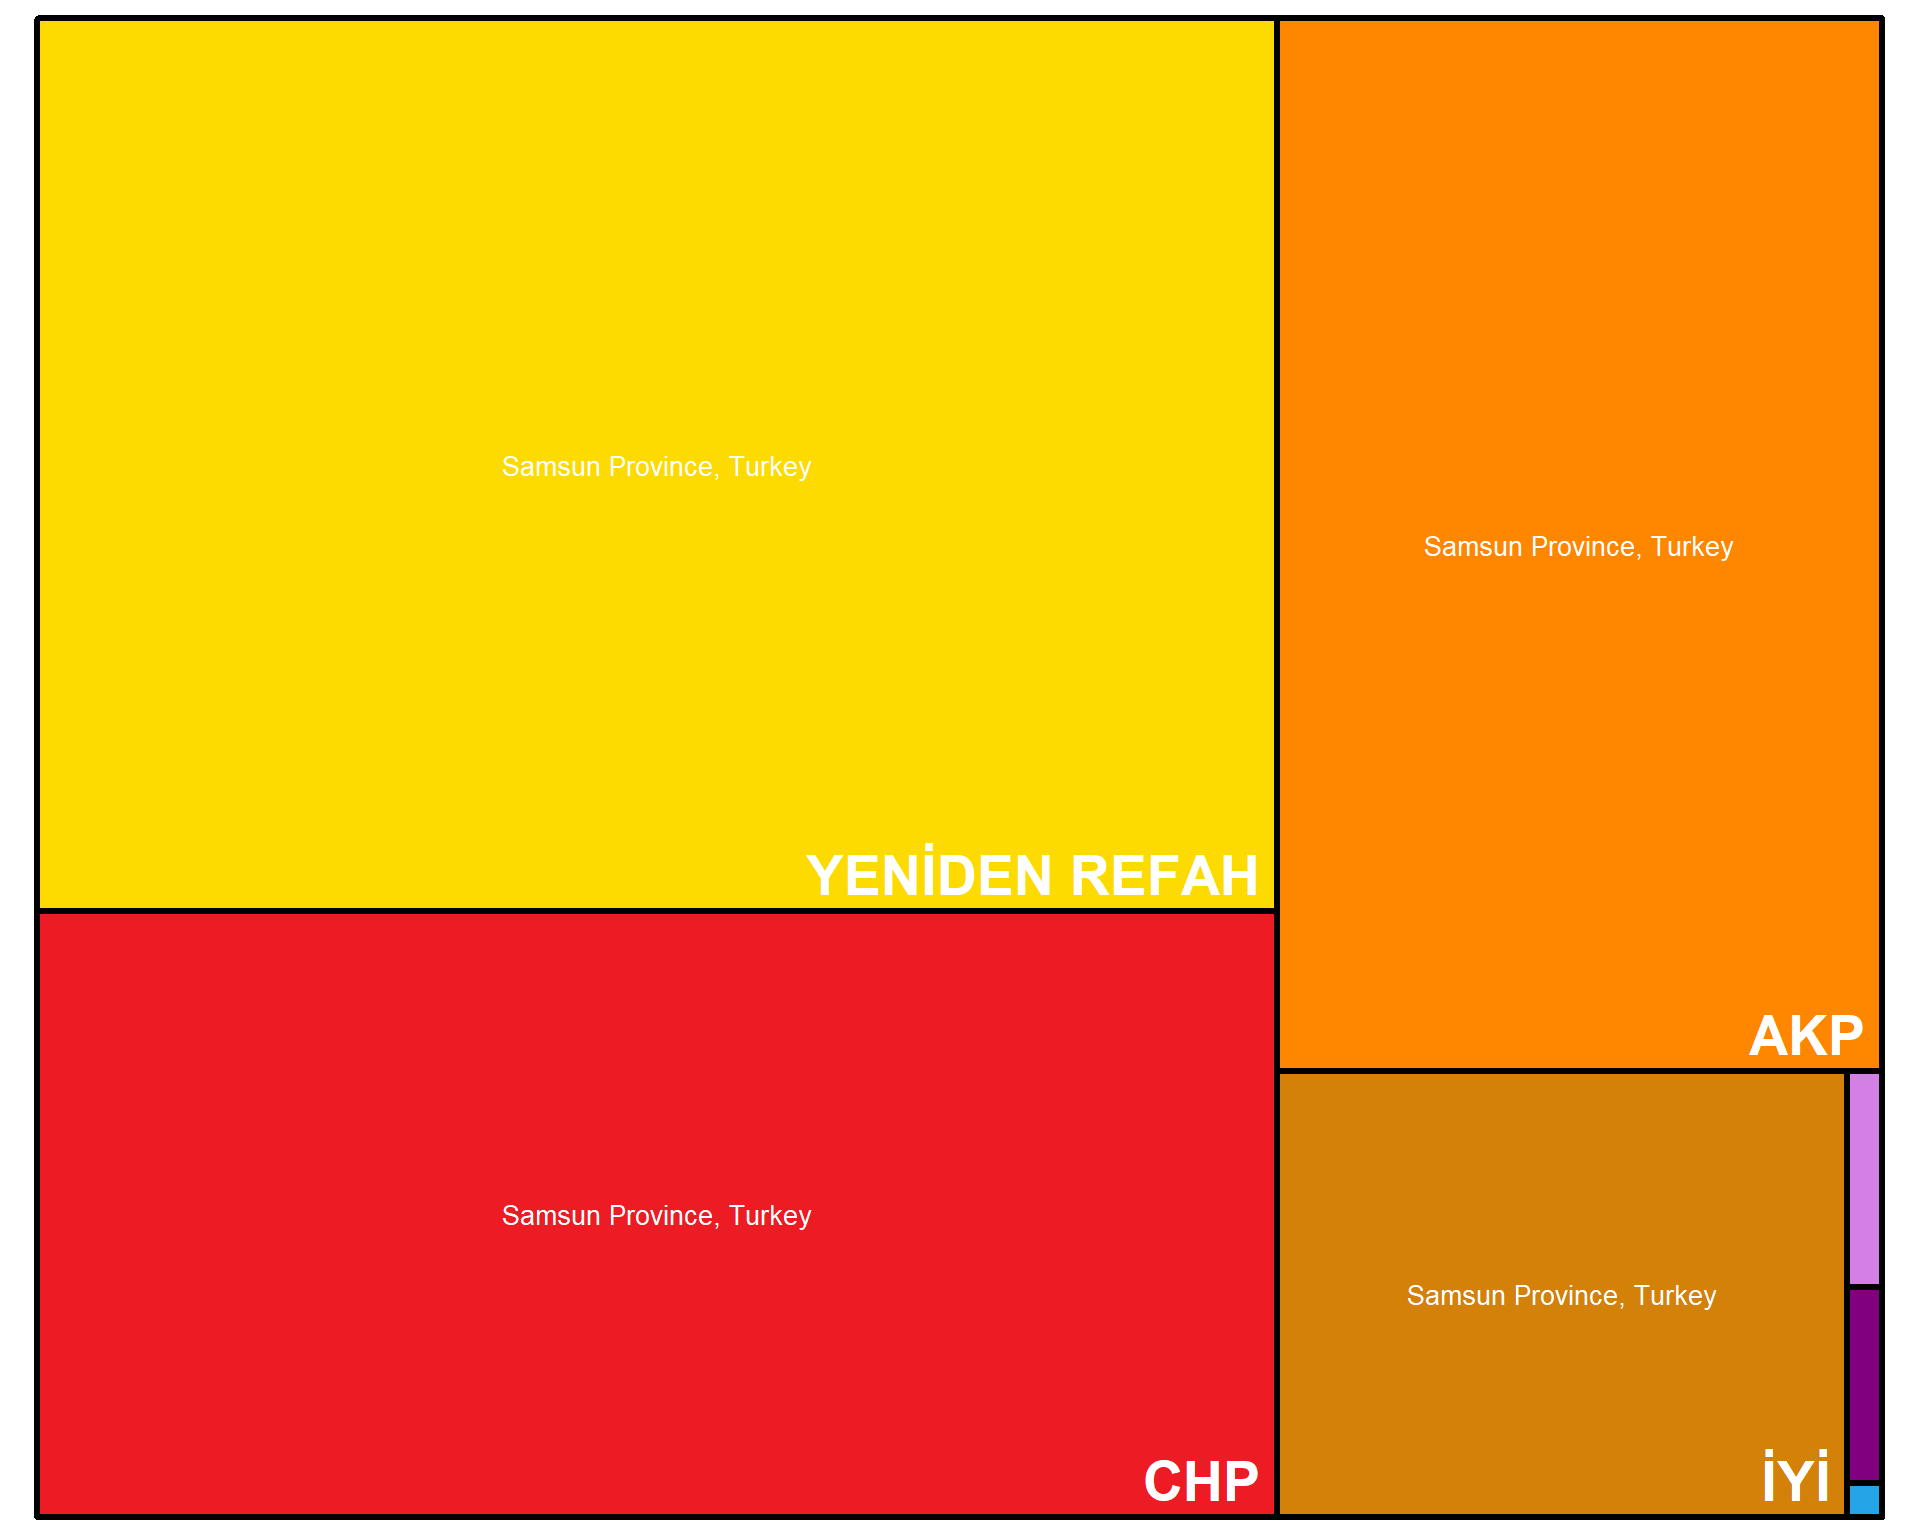 Samsun Province, Turkey
YENİDEN REFAH
Samsun Province, Turkey
AKP
Samsun Province, Turkey
CHP
Samsun Province, Turkey
İYİ